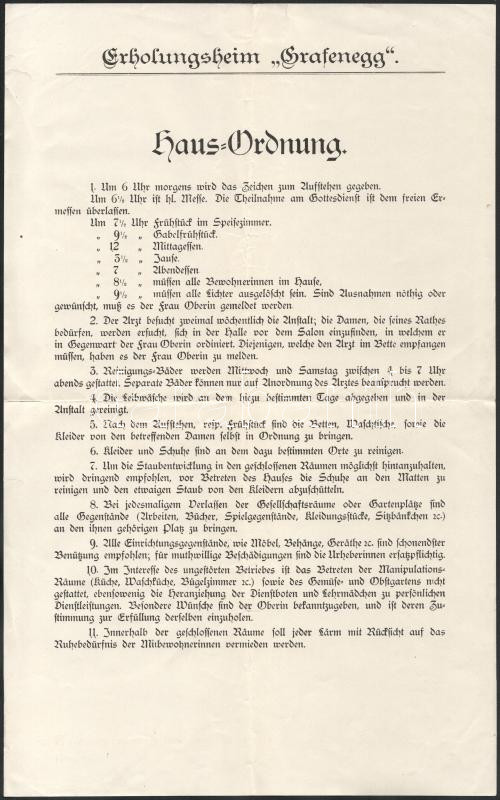 Erholungsheim „Grafenegg“.
Haus=Ordnung.
1. Um 6 Uhr morgens wird das Zeichen zum Aufstehen gegeben.
Um 6½ Uhr ist hl. Messe. Die Theilnahme am Gottesdienst ist dem freien Er-
messen überlassen.
Um 7½ Uhr Frühstück im Speisezimmer.
„ 9½ „ Gabelfrühstück.
„ 12 „ Mittagessen.
„ 3½ „ Jause.
„ 7 „ Abendessen
„ 8½ „ müssen alle Bewohnerinnen im Hause,
„ 9½ „ müssen alle Lichter ausgelöscht sein. Sind Ausnahmen nöthig oder
gewünscht, muß es der Frau Oberin gemeldet werden
2. Der Arzt besucht zweimal wöchentlich die Anstalt; die Damen, die seines Rathes
bedürfen, werden ersucht, sich in der Halle vor dem Salon einzufinden, in welchem er
in Gegenwart der Frau Oberin ordiniert. Diejenigen, welche den Arzt im Bette empfangen
müssen, haben es der Frau Oberin zu melden.
3. Reinigungs-Bäder werden Mittwoch und Samstag zwischen bis 7 Uhr
abends gestattet. Separate Bäder können nur auf Anordnung des Arztes beansprucht werden.
4. Die Leibwäsche wird an dem hiezu bestimmten Tage abgegeben und in der
Anstalt gereinigt.
5. Nach dem Aufstehen, resp. Frühstück sind die Betten, Waschtische, sowie die
Kleider von den betreffenden Damen selbst in Ordnung zu bringen.
6. Kleider und Schuhe sind an dem dazu bestimmten Orte zu reinigen.
7. Um die Staubentwicklung in den geschlossenen Räumen möglichst hintanzuhalten,
wird dringend empfohlen, vor Betreten des Hauses die Schuhe an den Matten zu
reinigen und den etwaigen Staub von den Kleidern abzuschütteln.
8. Bei jedesmaligem Verlassen der Gesellschaftsräume oder Gartenplätze sind
alle Gegenstände (Arbeiten, Bücher, Spielgegenstände, Kleidungsstücke, Sitzbänkchen ꝛc.)
an den ihnen gehörigen Platz zu bringen.
9. Alle Einrichtungsgegenstände, wie Möbel, Behänge, Geräthe ꝛc. sind schonendster
Benützung empfohlen; für muthwillige Beschädigungen sind die Urheberinnen ersatzpflichtig.
10. Im Interesse des ungestörten Betriebes ist das Betreten der Manipulations-
Räume (Küche, Waschküche, Bügelzimmer ꝛc.) sowie des Gemüse- und Obstgartens nicht
gestattet, ebensowenig die Heranziehung der Dienstboten und Lehrmädchen zu persönlichen
Dienstleistungen. Besondere Wünsche sind der Oberin bekanntzugeben, und ist deren Zu-
stimmung zur Erfüllung derselben einzuholen.
11. Innerhalb der geschlossenen Räume soll jeder Lärm mit Rücksicht auf das
Ruhebedürfnis der Mitbewohnerinnen vermieden werden.